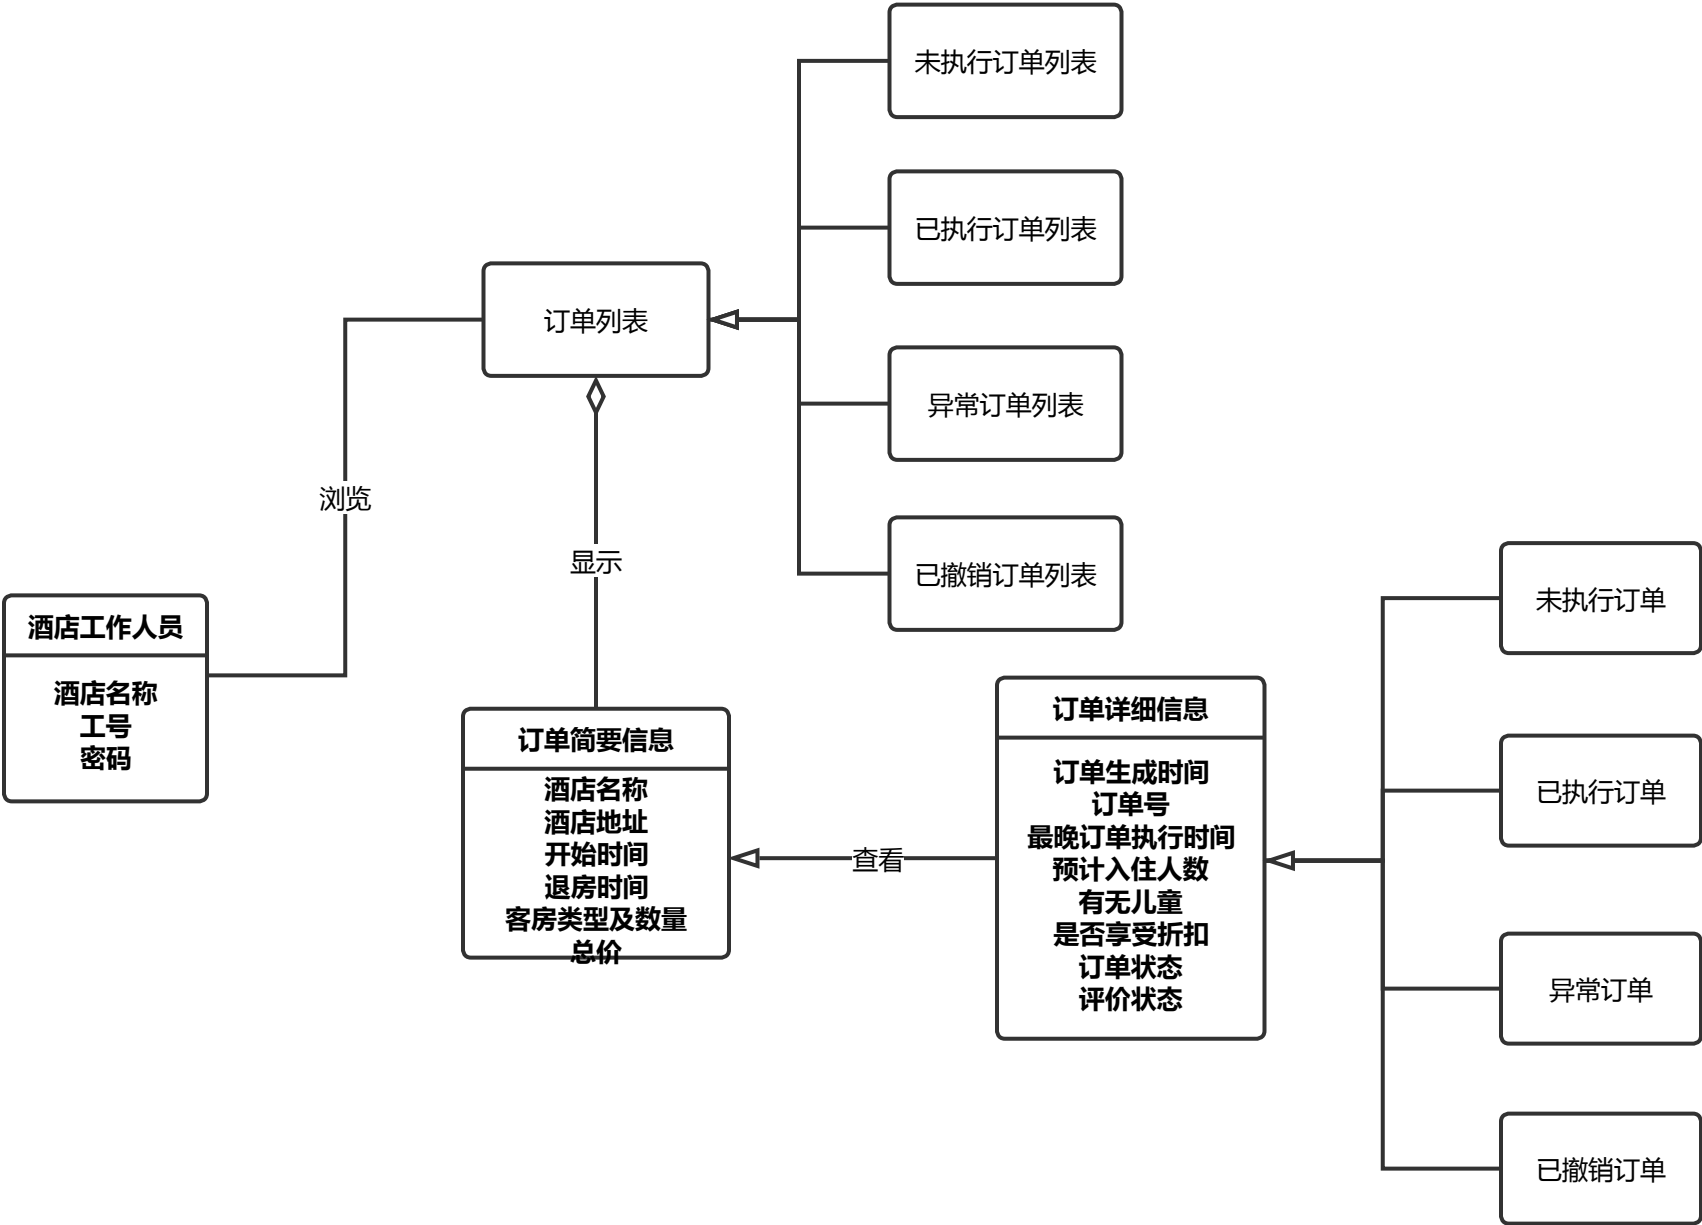 未执行订单列表
已执行订单列表
订单列表
异常订单列表
浏览
显示
已撤销订单列表
酒店工作人员
酒店名称
工号
密码
订单简要信息
酒店名称
酒店地址
开始时间
退房时间
客房类型及数量
总价
查看
订单详细信息
订单生成时间
订单号
最晚订单执行时间
预计入住人数
有无儿童
是否享受折扣
订单状态
评价状态
未执行订单
已执行订单
异常订单
已撤销订单